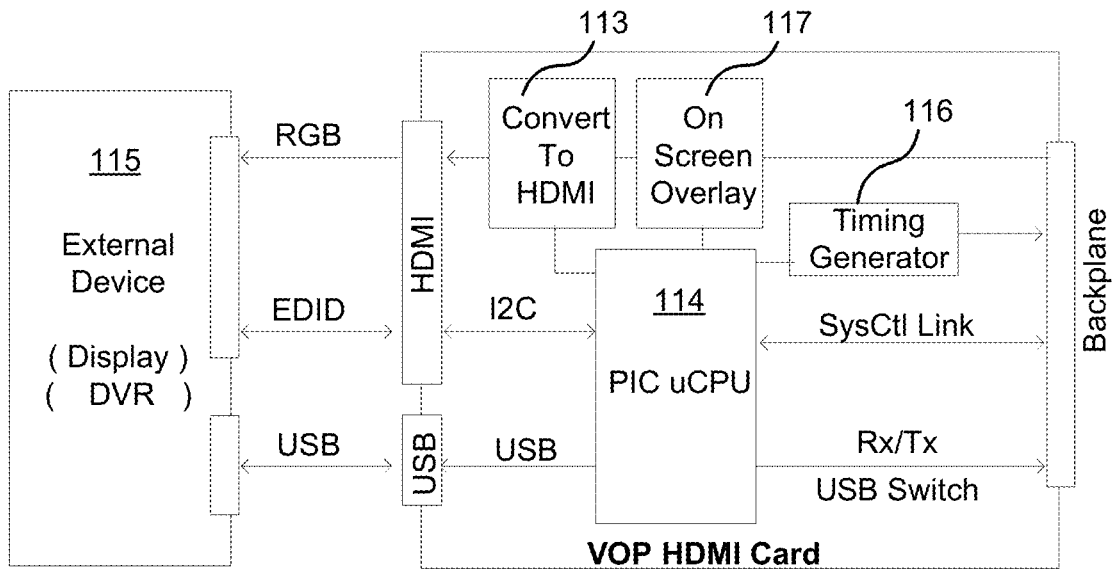 113
117
116
Convert
To
HDMI
On
Screen
Overlay
115
RGB
External
Device
( Display )
( DVR )
HDMI
Timing
Generator
Backplane
EDID
I2C
114
PIC uCPU
SysCtl Link
USB
USB
USB
Rx/Tx
USB Switch
VOP HDMI Card